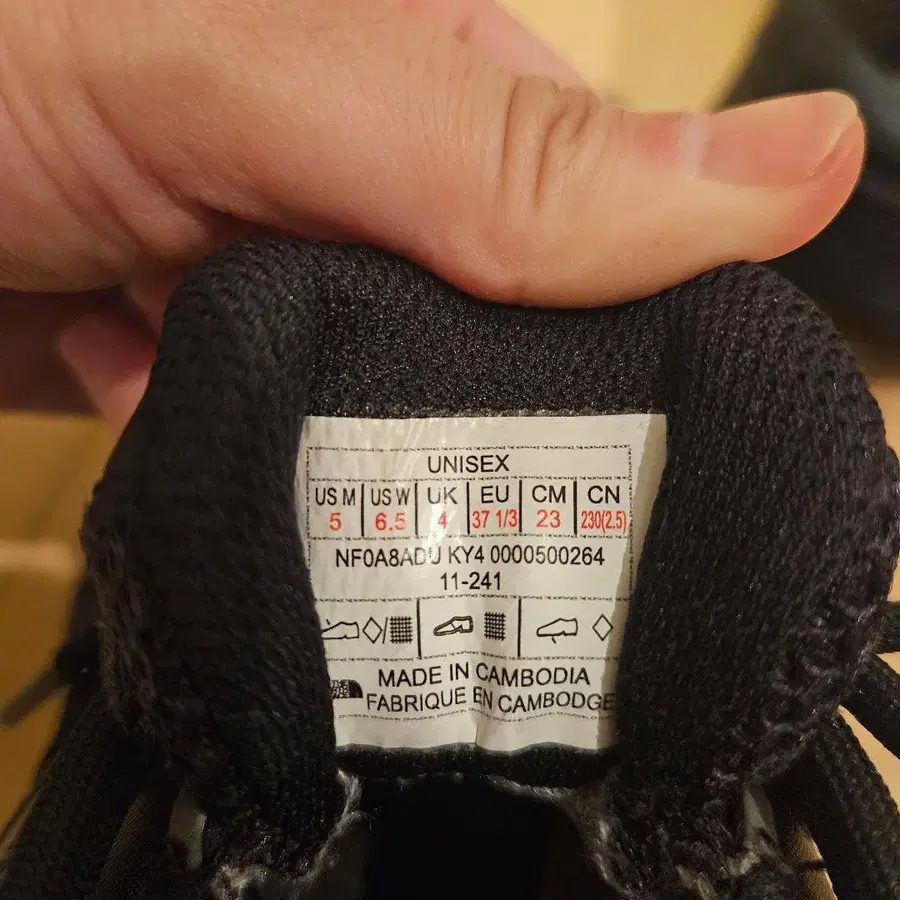 UNISEX
US M US W UK EU CM CN
5 6.5 4 37 1/3 23 230(2.5)
NF0A8ADU KY4 0000500264
11-241
MADE IN CAMBODIA
FABRIQUE EN CAMBODGE